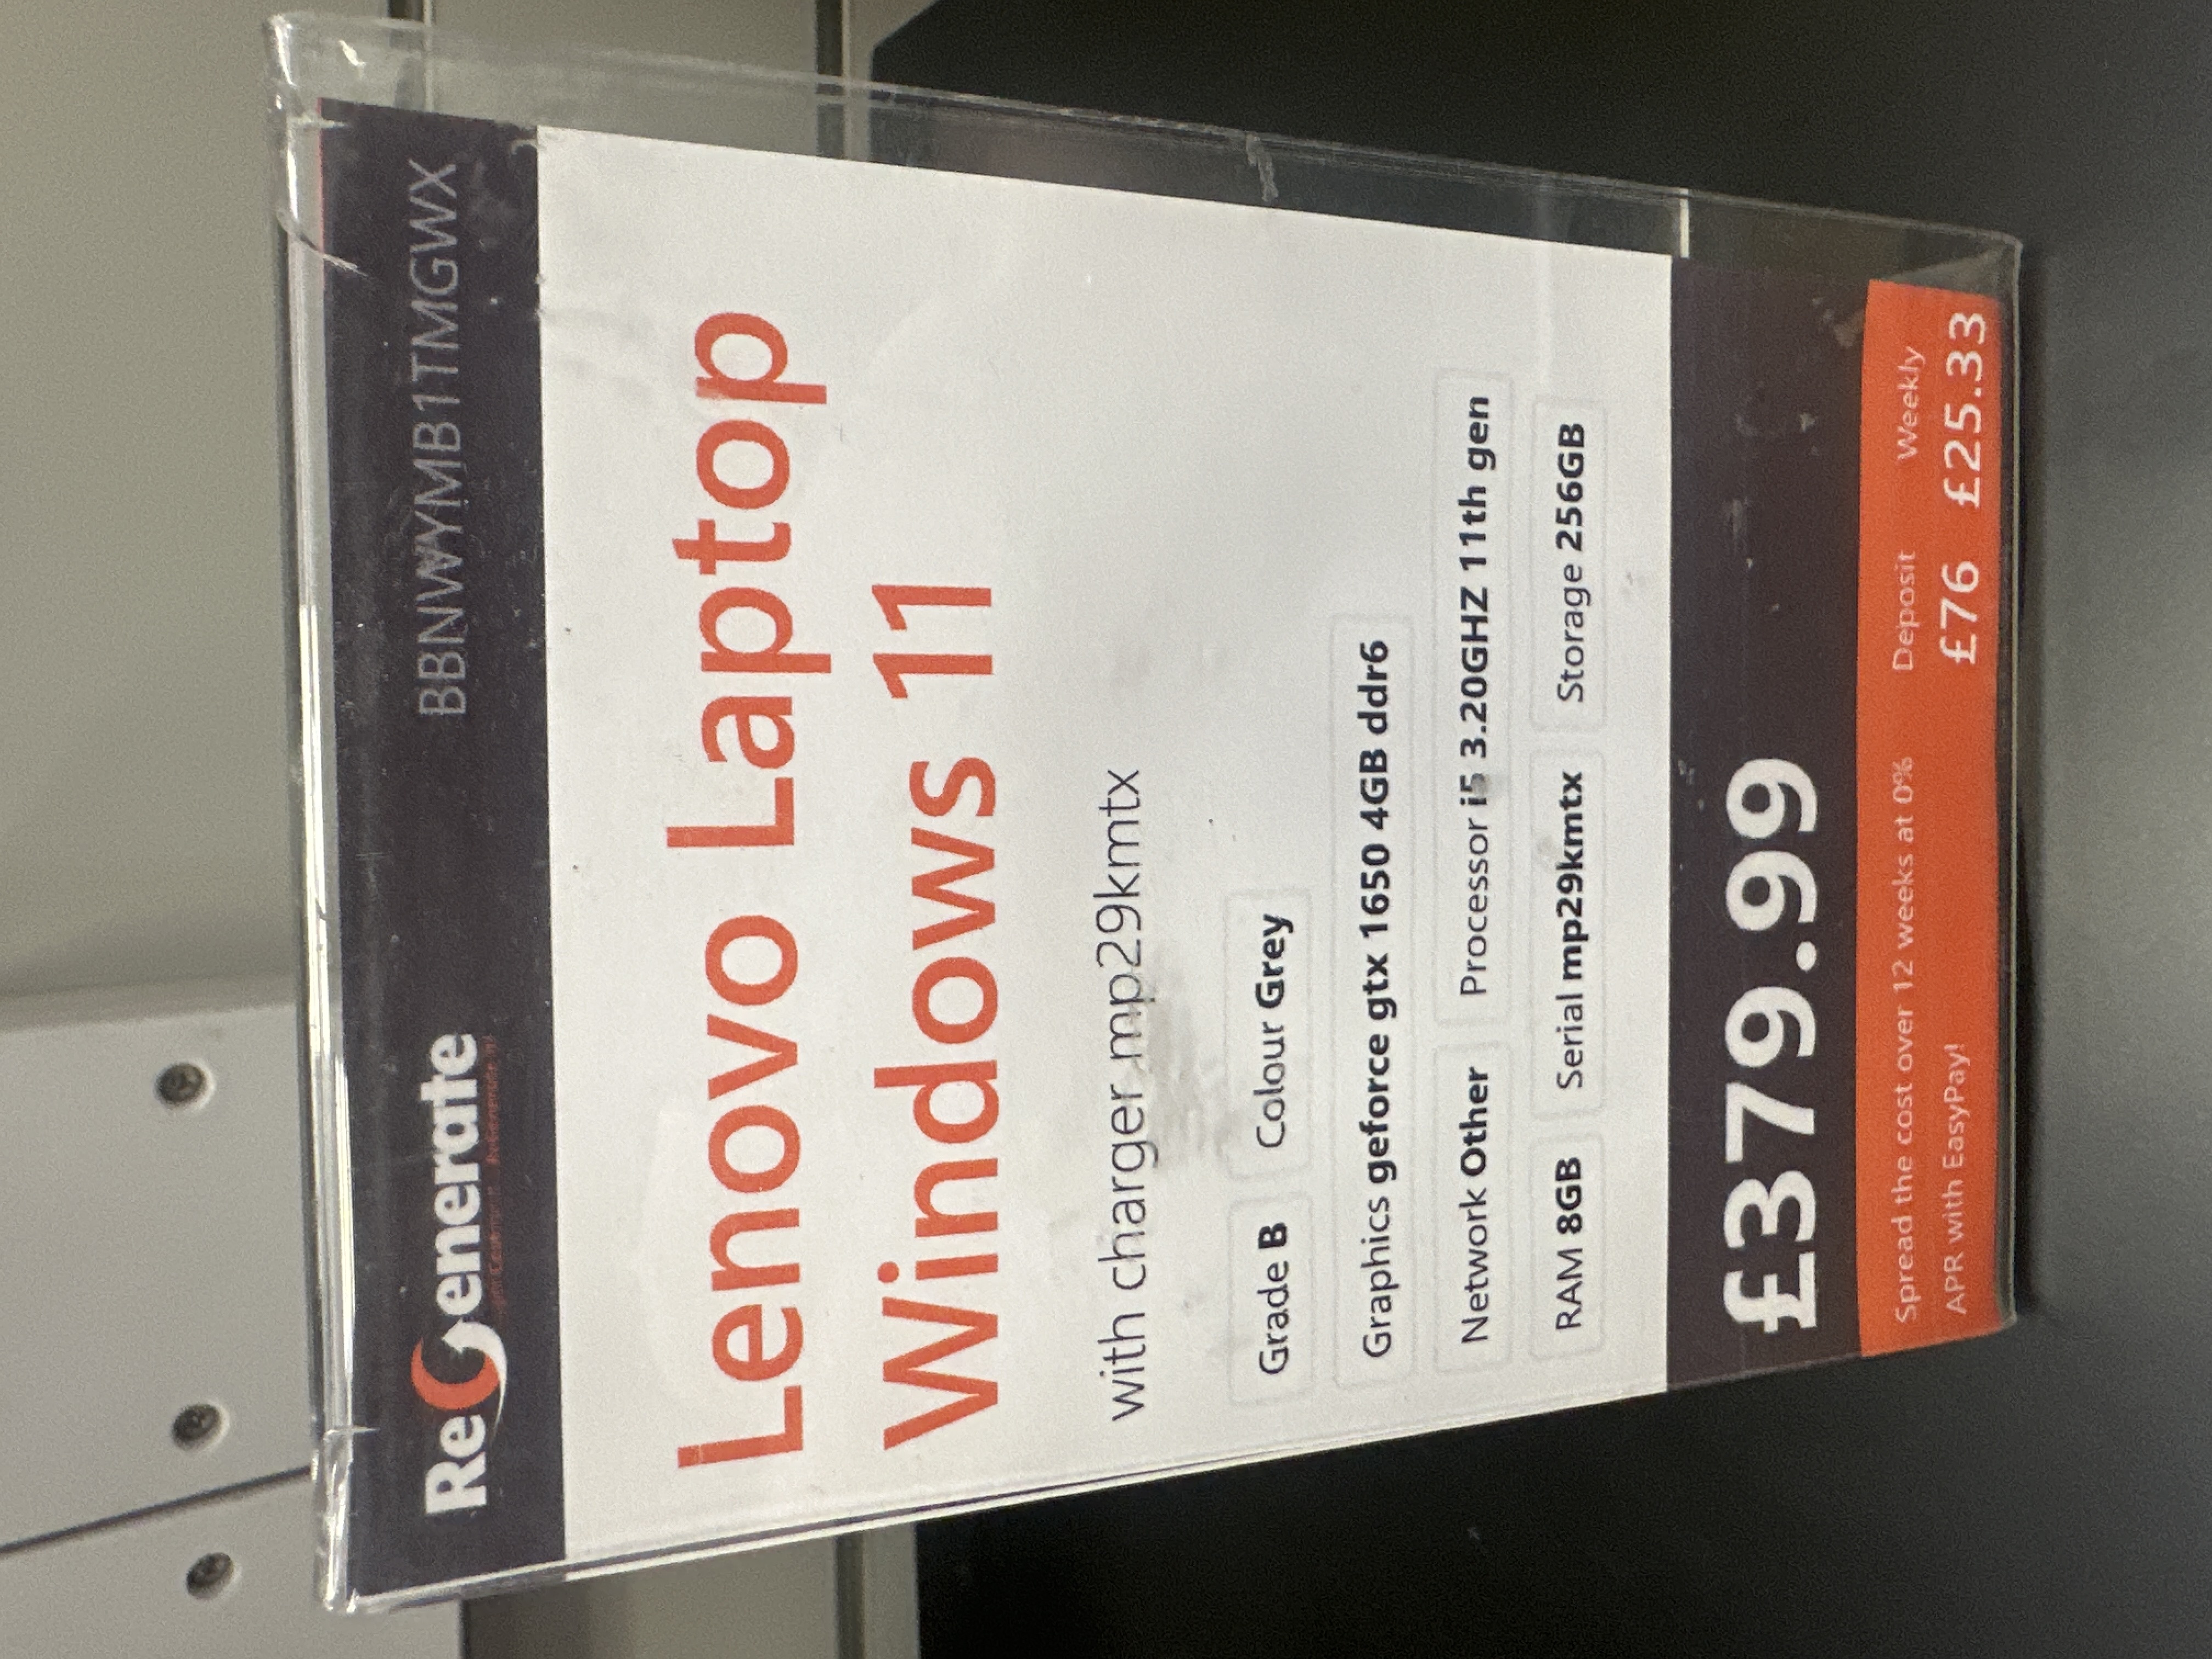 ReGenerate
BBNWYMB1TMGWX
Lenovo Laptop
Windows 11
with charger mp29kmtx
Grade B Colour Grey
Graphics geforce gtx 1650 4GB ddr6
Network Other Processor i5 3.20GHZ 11th gen
RAM 8GB Serial mp29kmtx Storage 256GB
£379.99
Spread the cost over 12 weeks at 0%
APR with EasyPay!
Deposit Weekly
£76 £25.33